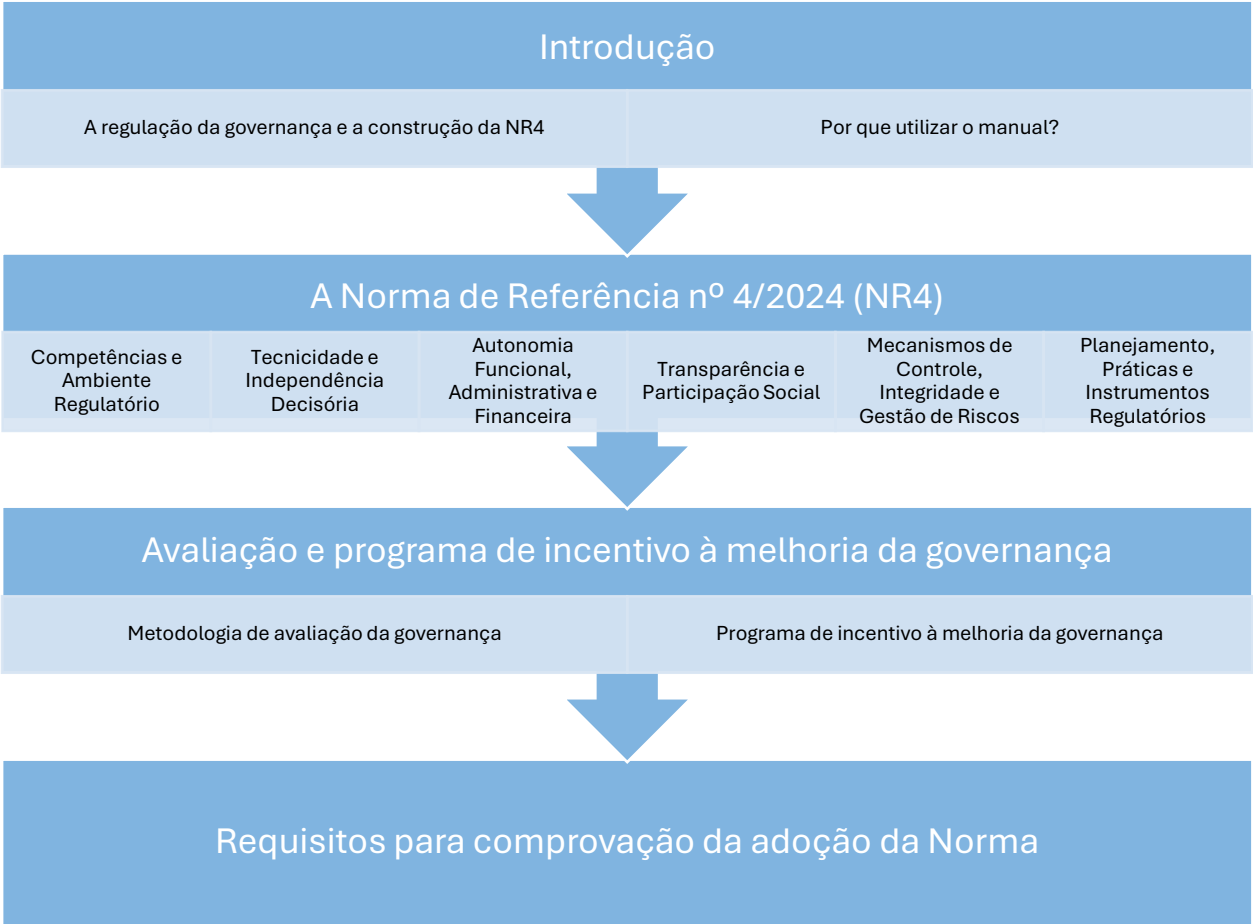 Introdução
A regulação da governança e a construção da NR4
Por que utilizar o manual?
A Norma de Referência nº 4/2024 (NR4)
Competências e
Ambiente
Regulatório
Tecnicidade e
Independência
Decisória
Autonomia
Funcional,
Administrativa e
Financeira
Transparência e
Participação Social
Mecanismos de
Controle,
Integridade e
Gestão de Riscos
Planejamento,
Práticas e
Instrumentos
Regulatórios
Avaliação e programa de incentivo à melhoria da governança
Metodologia de avaliação da governança
Programa de incentivo à melhoria da governança
Requisitos para comprovação da adoção da Norma